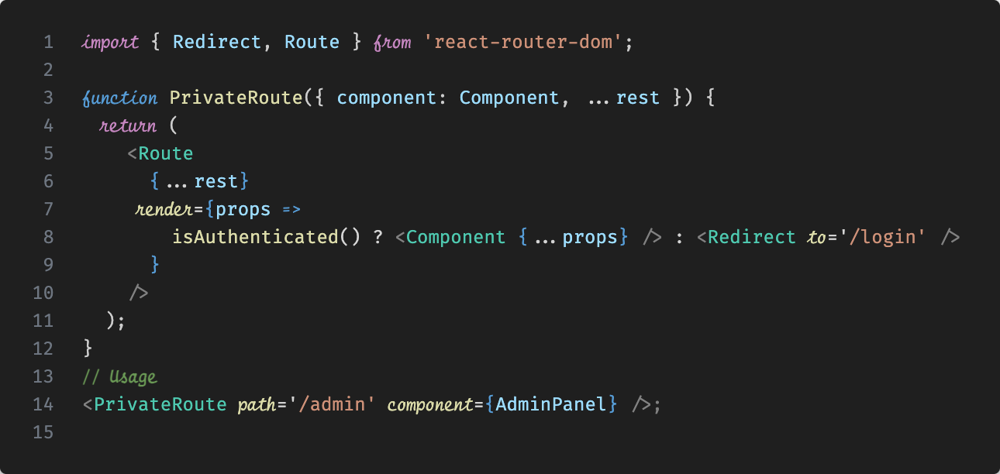 1 import { Redirect, Route } from 'react-router-dom';
2
3 function PrivateRoute({ component: Component, ...rest }) {
4 return (
5 <Route
6 {...rest}
7 render={props =>
8 isAuthenticated() ? <Component {...props} /> : <Redirect to='/login' />
9 }
10 />
11 );
12 }
13 // Usage
14 <PrivateRoute path='/admin' component={AdminPanel} />;
15